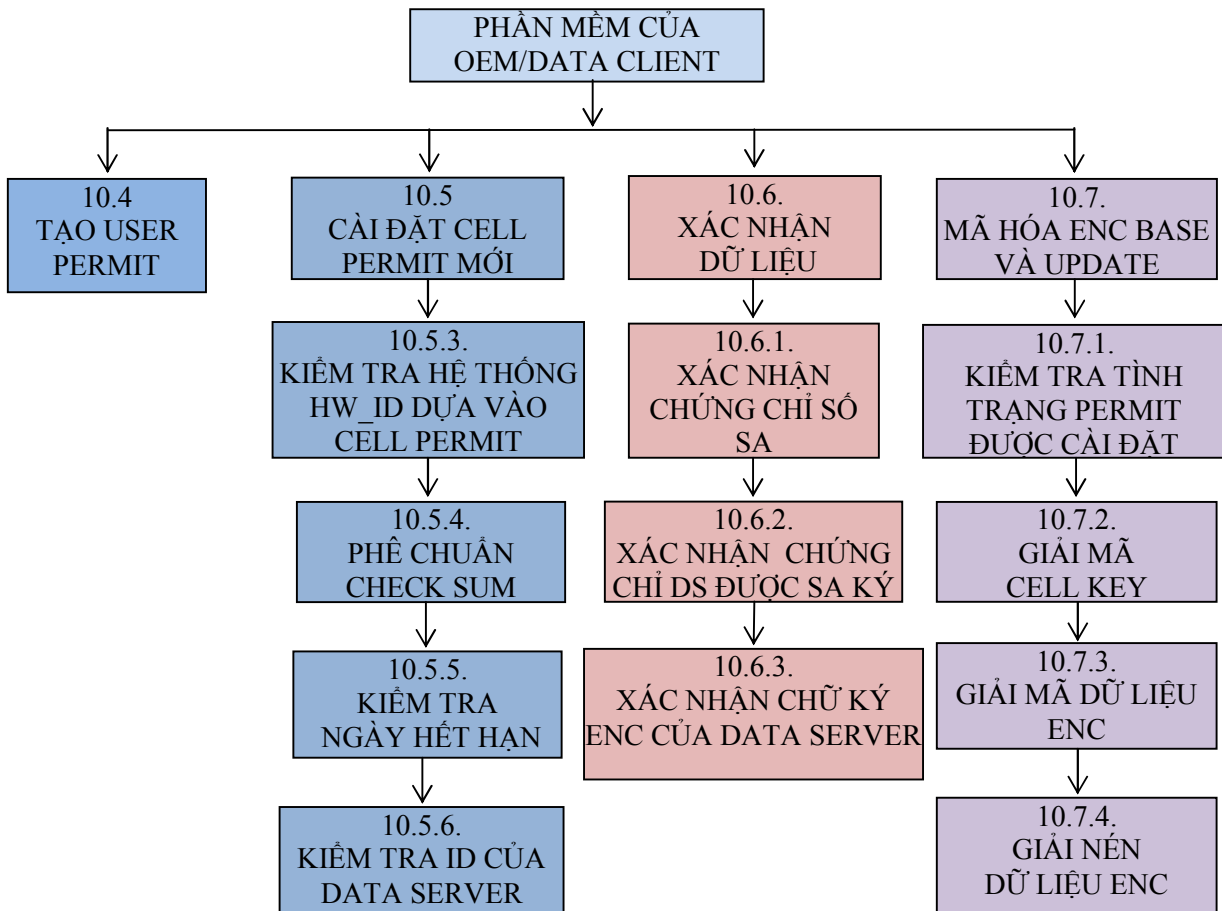 PHẦN MỀM CỦA
OEM/DATA CLIENT
10.4
TẠO USER
PERMIT
10.5
CÀI ĐẶT CELL
PERMIT MỚI
10.5.3.
KIỂM TRA HỆ THỐNG
HW_ID DỰA VÀO
CELL PERMIT
10.5.4.
PHÊ CHUẨN
CHECK SUM
10.5.5.
KIỂM TRA
NGÀY HẾT HẠN
10.5.6.
KIỂM TRA ID CỦA
DATA SERVER
10.6.
XÁC NHẬN
DỮ LIỆU
10.6.1.
XÁC NHẬN
CHỨNG CHỈ SỐ
SA
10.6.2.
XÁC NHẬN CHỨNG
CHỈ DS ĐƯỢC SA KÝ
10.6.3.
XÁC NHẬN CHỮ KÝ
ENC CỦA DATA SERVER
10.7.
MÃ HÓA ENC BASE
VÀ UPDATE
10.7.1.
KIỂM TRA TÌNH
TRẠNG PERMIT
ĐƯỢC CÀI ĐẶT
10.7.2.
GIẢI MÃ
CELL KEY
10.7.3.
GIẢI MÃ DỮ LIỆU
ENC
10.7.4.
GIẢI NÉN
DỮ LIỆU ENC